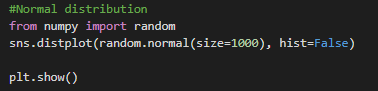 #Normal distribution
from numpy import random
sns.distplot(random.normal(size=1000), hist=False)
plt.show()